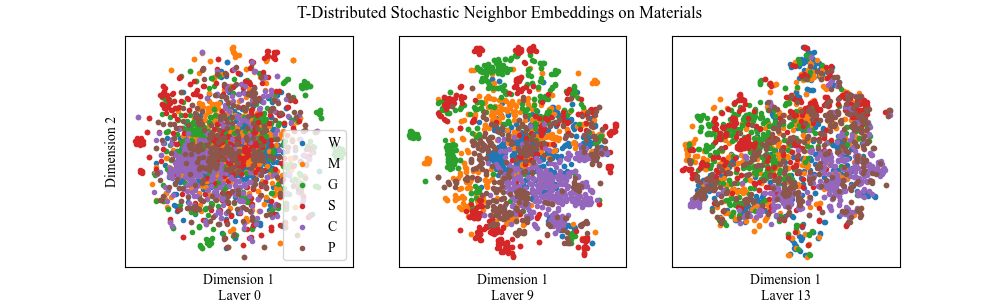 T-Distributed Stochastic Neighbor Embeddings on Materials
Dimension 2
W
M
G
S
C
P
Dimension 1
Layer 0
Dimension 1
Layer 9
Dimension 1
Layer 13